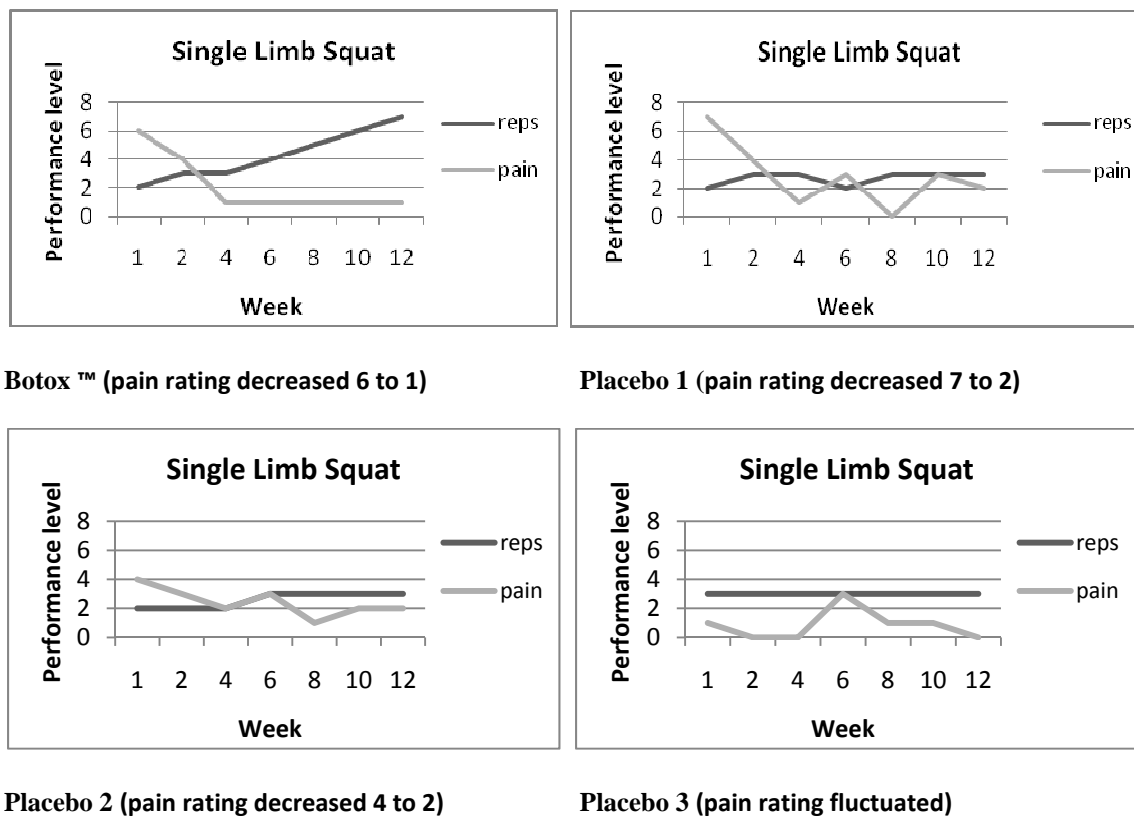 Single Limb Squat
Performance level
8
6
4
2
0
1 2 4 6 8 10 12
Week
reps
pain
Single Limb Squat
Performance level
8
6
4
2
0
1 2 4 6 8 10 12
Week
reps
pain
Botox ™ (pain rating decreased 6 to 1)
Placebo 1 (pain rating decreased 7 to 2)
Single Limb Squat
Performance level
8
6
4
2
0
1 2 4 6 8 10 12
Week
reps
pain
Single Limb Squat
Performance level
8
6
4
2
0
1 2 4 6 8 10 12
Week
reps
pain
Placebo 2 (pain rating decreased 4 to 2)
Placebo 3 (pain rating fluctuated)